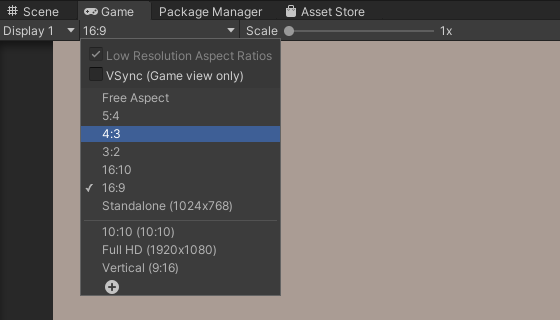 Scene Game Package Manager Asset Store
Display 1 16:9 Scale 1x
Low Resolution Aspect Ratios
VSync (Game view only)
Free Aspect
5:4
4:3
3:2
16:10
16:9
Standalone (1024x768)
10:10 (10:10)
Full HD (1920x1080)
Vertical (9:16)